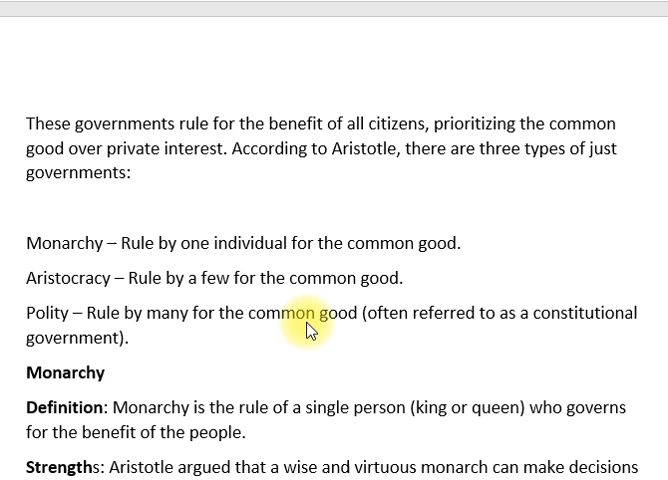 These governments rule for the benefit of all citizens, prioritizing the common
good over private interest. According to Aristotle, there are three types of just
governments:
Monarchy – Rule by one individual for the common good.
Aristocracy – Rule by a few for the common good.
Polity – Rule by many for the common good (often referred to as a constitutional
government).
Monarchy
Definition: Monarchy is the rule of a single person (king or queen) who governs
for the benefit of the people.
Strengths: Aristotle argued that a wise and virtuous monarch can make decisions